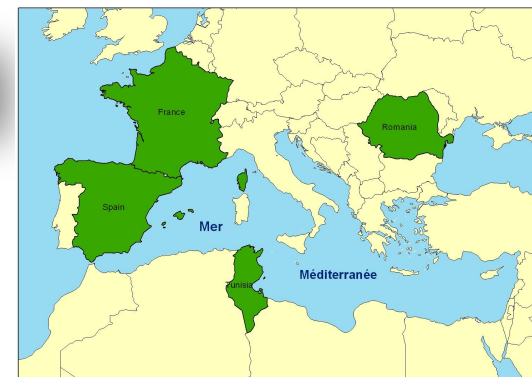 France
Romania
Spain
Mer
Méditerranée
Tunisia